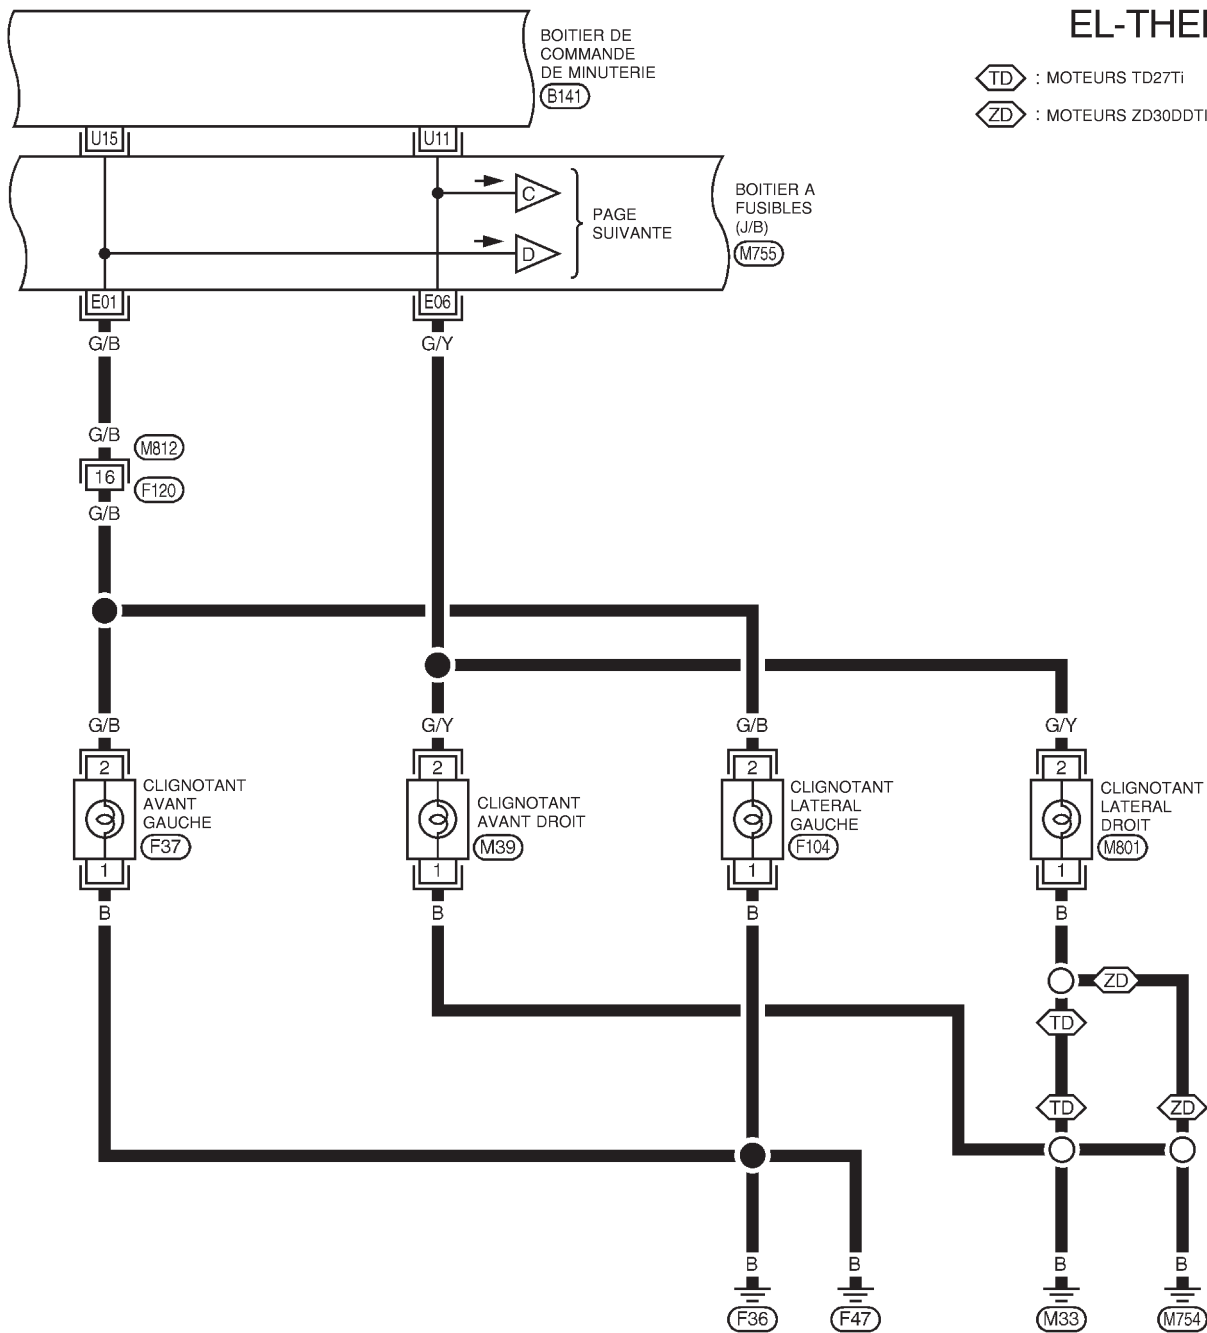 EL-THE
BOITIER DE
COMMANDE
DE MINUTERIE
B141
TD : MOTEURS TD27Ti
ZD : MOTEURS ZD30DDTI
U15
U11
C
D
PAGE
SUIVANTE
BOITIER A
FUSIBLES
(J/B)
M755
E01
E06
G/B
G/Y
G/B
M812
16
F120
G/B
G/B
G/Y
G/B
G/Y
2
2
2
2
CLIGNOTANT
AVANT
GAUCHE
F37
CLIGNOTANT
AVANT DROIT
M39
CLIGNOTANT
LATERAL
GAUCHE
F104
CLIGNOTANT
LATERAL
DROIT
M801
1
1
1
1
B
B
B
B
ZD
TD
TD
ZD
B
B
B
B
F36
F47
M33
M754